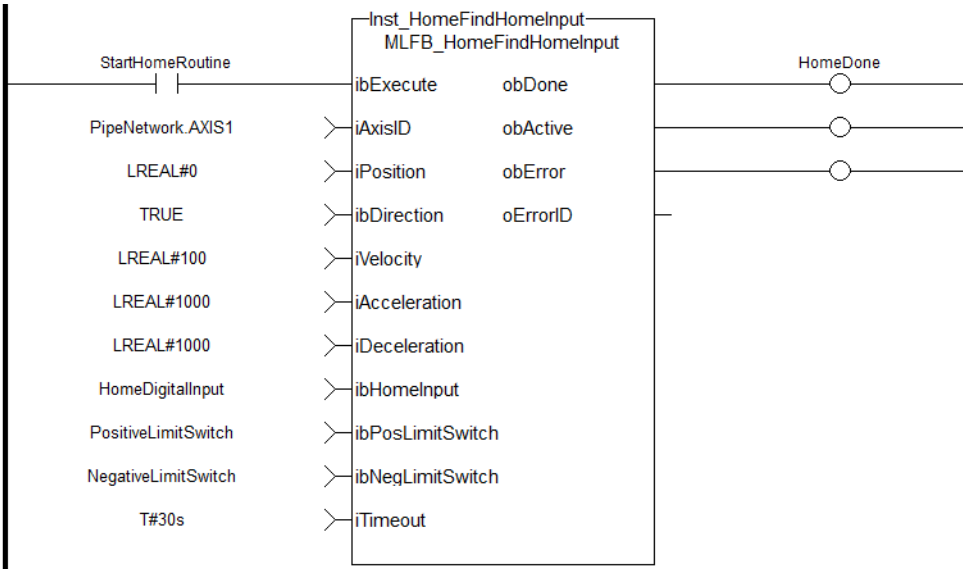 Inst_HomeFindHomeInput
MLFB_HomeFindHomeInput
StartHomeRoutine
HomeDone
ibExecute obDone
PipeNetwork.AXIS1 iAxisID obActive
LREAL#0 iPosition obError
TRUE ibDirection oErrorID
LREAL#100 iVelocity
LREAL#1000 iAcceleration
LREAL#1000 iDeceleration
HomeDigitalInput ibHomeInput
PositiveLimitSwitch ibPosLimitSwitch
NegativeLimitSwitch ibNegLimitSwitch
T#30s iTimeout